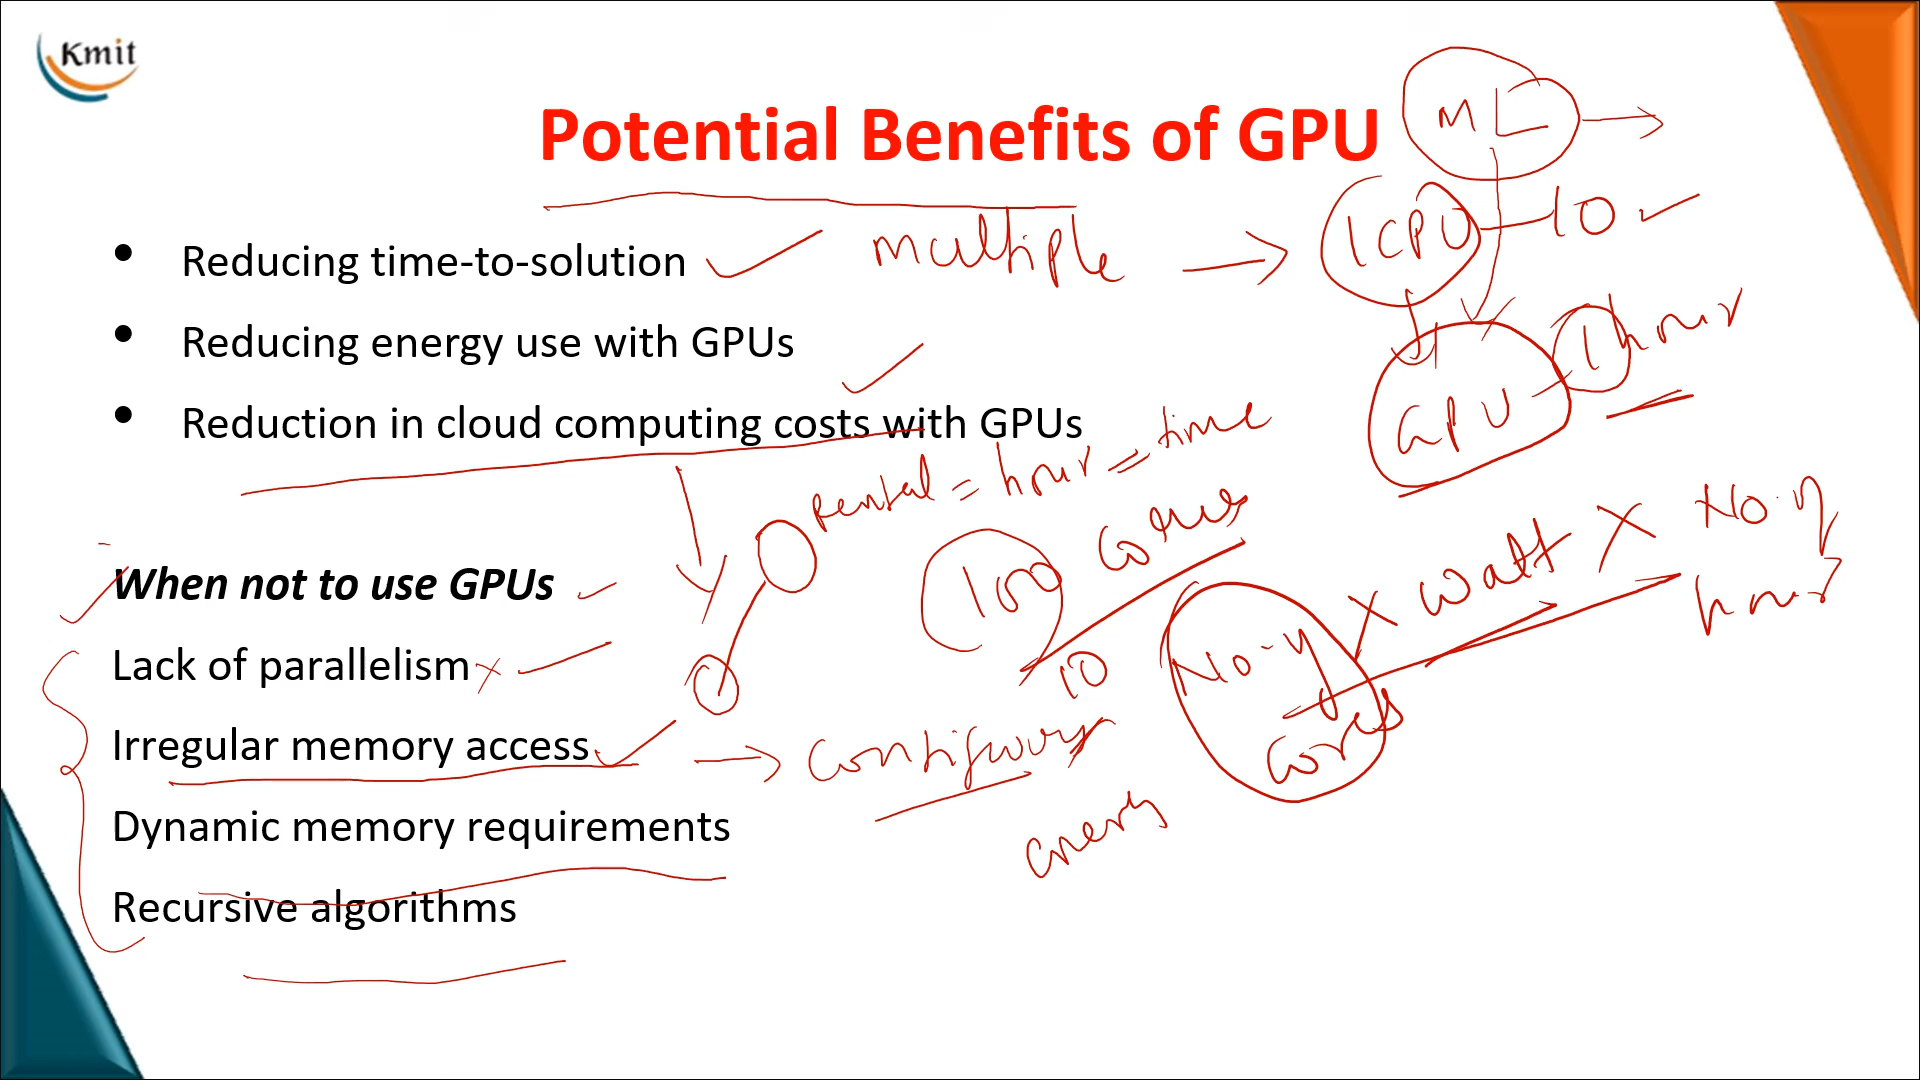 Kmit
Potential Benefits of GPU
ML
• Reducing time-to-solution
multiple → 1 CPU - 10
• Reducing energy use with GPUs
GPU - 1 hour
• Reduction in cloud computing costs with GPUs
rental = hour = time
100 cores
10
No. of cores x watt x No. of hours
When not to use GPUs
Lack of parallelism
Irregular memory access → contiguous
energy
Dynamic memory requirements
Recursive algorithms